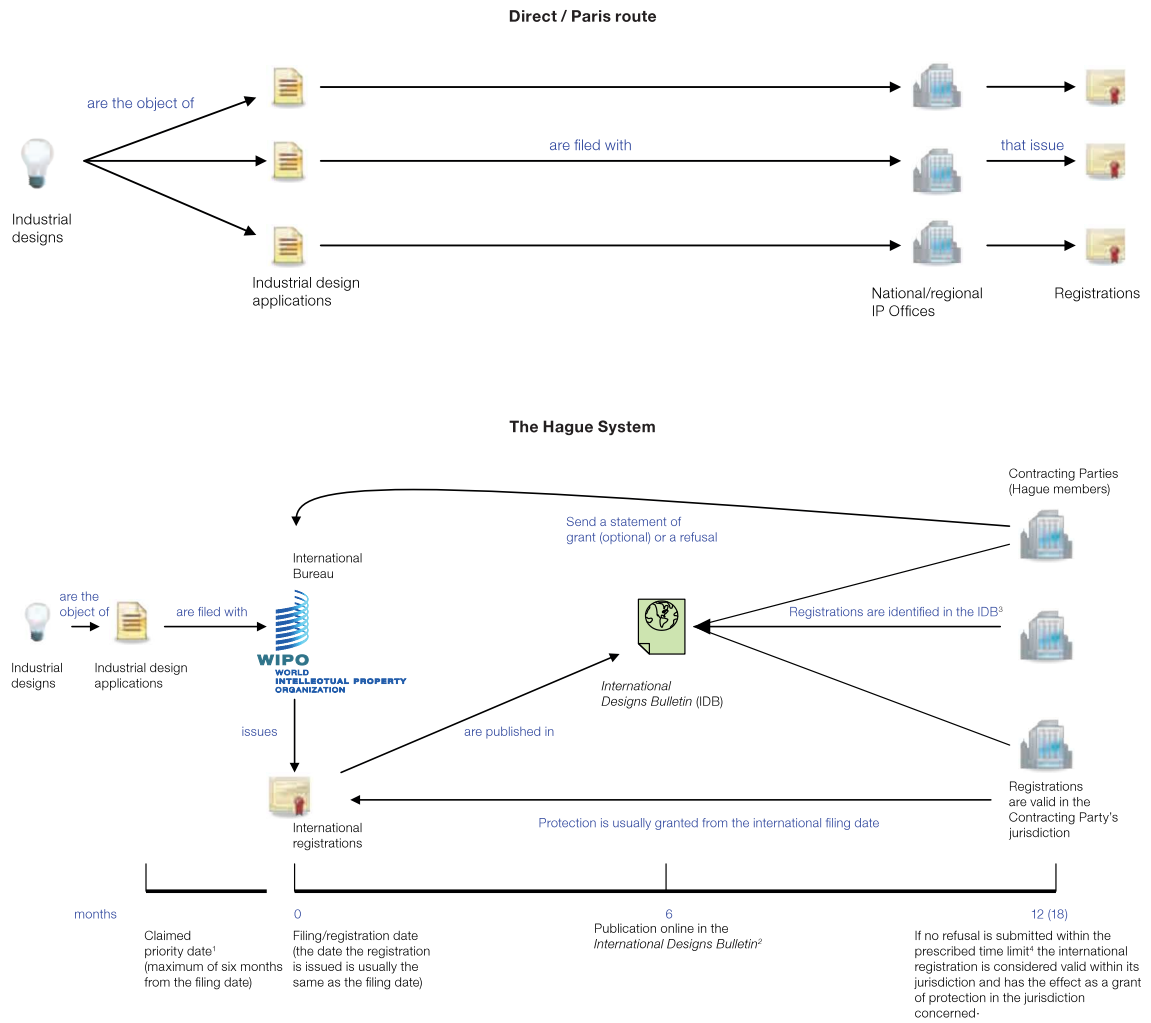 Direct / Paris route
are the object of
are filed with
that issue
Industrial
designs
Industrial design
applications
National/regional
IP Offices
Registrations
The Hague System
Contracting Parties
(Hague members)
Send a statement of
grant (optional) or a refusal
International
Bureau
are the
object of
are filed with
Registrations are identified in the IDB³
WIPO
WORLD
INTELLECTUAL PROPERTY
ORGANIZATION
Industrial
designs
Industrial design
applications
International
Designs Bulletin (IDB)
issues
are published in
Registrations
are valid in the
Contracting Party's
jurisdiction
Protection is usually granted from the international filing date
International
registrations
months
0
6
12 (18)
Claimed
priority date¹
(maximum of six months
from the filing date)
Filing/registration date
(the date the registration
is issued is usually the
same as the filing date)
Publication online in the
International Designs Bulletin²
If no refusal is submitted within the
prescribed time limit⁴ the international
registration is considered valid within its
jurisdiction and has the effect as a grant
of protection in the jurisdiction
concerned.